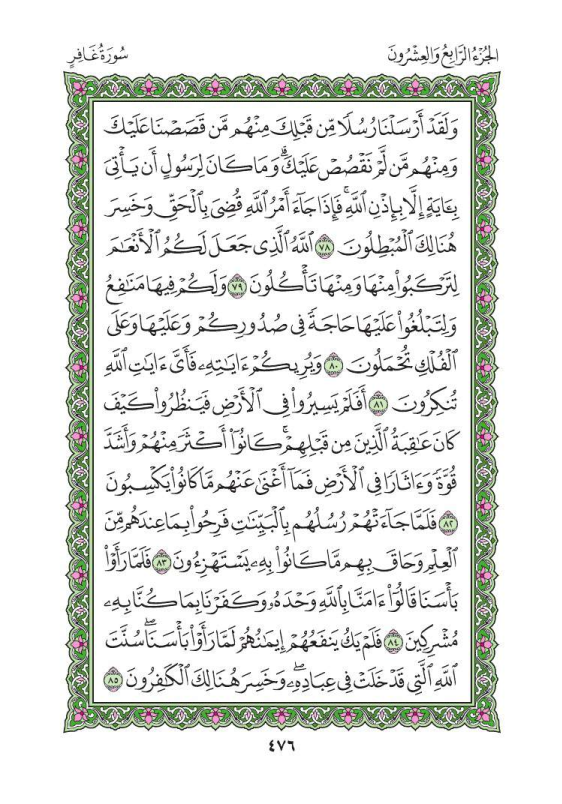 الجُزْءُ الرَّابِعُ وَالعِشْرُونَ
سُورَةُ غَافِرٍ
وَلَقَدۡ أَرۡسَلۡنَا رُسُلٗا مِّن قَبۡلِكَ مِنۡهُم مَّن قَصَصۡنَا عَلَيۡكَ
وَمِنۡهُم مَّن لَّمۡ نَقۡصُصۡ عَلَيۡكَۗ وَمَا كَانَ لِرَسُولٍ أَن يَأۡتِيَ
بِـَٔايَةٍ إِلَّا بِإِذۡنِ ٱللَّهِۚ فَإِذَا جَآءَ أَمۡرُ ٱللَّهِ قُضِيَ بِٱلۡحَقِّ وَخَسِرَ
هُنَالِكَ ٱلۡمُبۡطِلُونَ ٧٨ ٱللَّهُ ٱلَّذِي جَعَلَ لَكُمُ ٱلۡأَنۡعَٰمَ
لِتَرۡكَبُواْ مِنۡهَا وَمِنۡهَا تَأۡكُلُونَ ٧٩ وَلَكُمۡ فِيهَا مَنَٰفِعُ
وَلِتَبۡلُغُواْ عَلَيۡهَا حَاجَةٗ فِي صُدُورِكُمۡ وَعَلَيۡهَا وَعَلَى
ٱلۡفُلۡكِ تُحۡمَلُونَ ٨٠ وَيُرِيكُمۡ ءَايَٰتِهِۦ فَأَيَّ ءَايَٰتِ ٱللَّهِ
تُنكِرُونَ ٨١ أَفَلَمۡ يَسِيرُواْ فِي ٱلۡأَرۡضِ فَيَنظُرُواْ كَيۡفَ
كَانَ عَٰقِبَةُ ٱلَّذِينَ مِن قَبۡلِهِمۡۚ كَانُوٓاْ أَكۡثَرَ مِنۡهُمۡ وَأَشَدَّ
قُوَّةٗ وَءَاثَارٗا فِي ٱلۡأَرۡضِ فَمَآ أَغۡنَىٰ عَنۡهُم مَّا كَانُواْ يَكۡسِبُونَ
٨٢ فَلَمَّا جَآءَتۡهُمۡ رُسُلُهُم بِٱلۡبَيِّنَٰتِ فَرِحُواْ بِمَا عِندَهُم مِّنَ
ٱلۡعِلۡمِ وَحَاقَ بِهِم مَّا كَانُواْ بِهِۦ يَسۡتَهۡزِءُونَ ٨٣ فَلَمَّا رَأَوۡاْ
بَأۡسَنَا قَالُوٓاْ ءَامَنَّا بِٱللَّهِ وَحۡدَهُۥ وَكَفَرۡنَا بِمَا كُنَّا بِهِۦ
مُشۡرِكِينَ ٨٤ فَلَمۡ يَكُ يَنفَعُهُمۡ إِيمَٰنُهُمۡ لَمَّا رَأَوۡاْ بَأۡسَنَاۖ سُنَّتَ
ٱللَّهِ ٱلَّتِي قَدۡ خَلَتۡ فِي عِبَادِهِۦۖ وَخَسِرَ هُنَالِكَ ٱلۡكَٰفِرُونَ ٨٥
٤٧٦